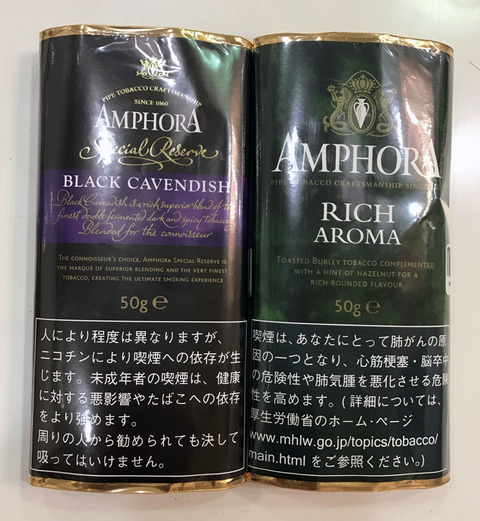 PIPE TOBACCO CRAFTSMANSHIP
SINCE 1860
AMPHORA
Special Reserve
BLACK CAVENDISH
Black Cavendish is a rich superior blend of the
finest double fermented dark and spicy tobaccos
Blended for the connoisseur
THE CONNOISSEUR'S CHOICE, AMPHORA SPECIAL RESERVE IS
THE MARQUE OF SUPERIOR BLENDING AND THE VERY FINEST
TOBACCO, CREATING THE ULTIMATE SMOKING EXPERIENCE
50g e
人により程度は異なりますが、
ニコチンにより喫煙への依存が生
じます。未成年者の喫煙は、健康
に対する悪影響やたばこへの依存
をより強めます。
周りの人から勧められても決して
吸ってはいけません。
AMPHORA
PIPE TOBACCO CRAFTSMANSHIP SINCE
RICH
AROMA
TOASTED BURLEY TOBACCO COMPLEMENTED
WITH A HINT OF HAZELNUT FOR A
RICH ROUNDED FLAVOUR
50g e
喫煙は、あなたにとって肺がんの原
因の一つとなり、心筋梗塞・脳卒中
の危険性や肺気腫を悪化させる危険
性を高めます。(詳細については、
厚生労働省のホーム・ページ
www.mhlw.go.jp/topics/tobacco/
main.html をご参照ください。)